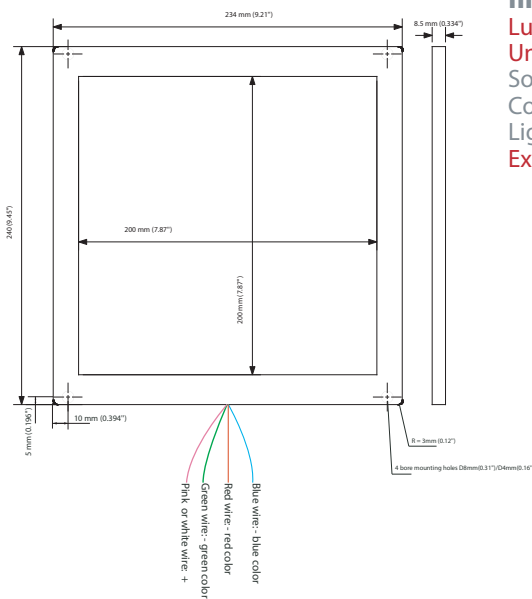 234 mm (9.21")
8.5 mm (0.334")
Lu
Un
So
Co
Lig
Ex
240 (9.45")
200 mm (7.87")
200 mm (7.87")
5 mm (0.196")
10 mm (0.394")
R = 3mm (0.12")
4 bore mounting holes D8mm(0.31")/D4mm(0.16"
Blue wire: - blue color
Red wire: - red color
Green wire: - green color
Pink or white wire: +